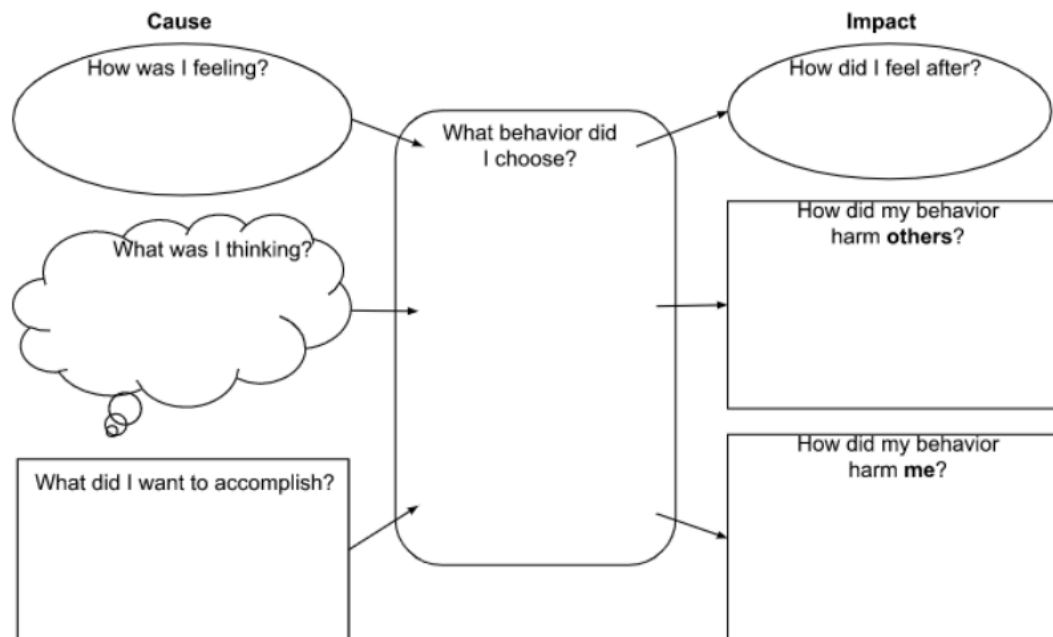 Cause
How was I feeling?
What was I thinking?
What did I want to accomplish?
What behavior did
I choose?
Impact
How did I feel after?
How did my behavior
harm others?
How did my behavior
harm me?